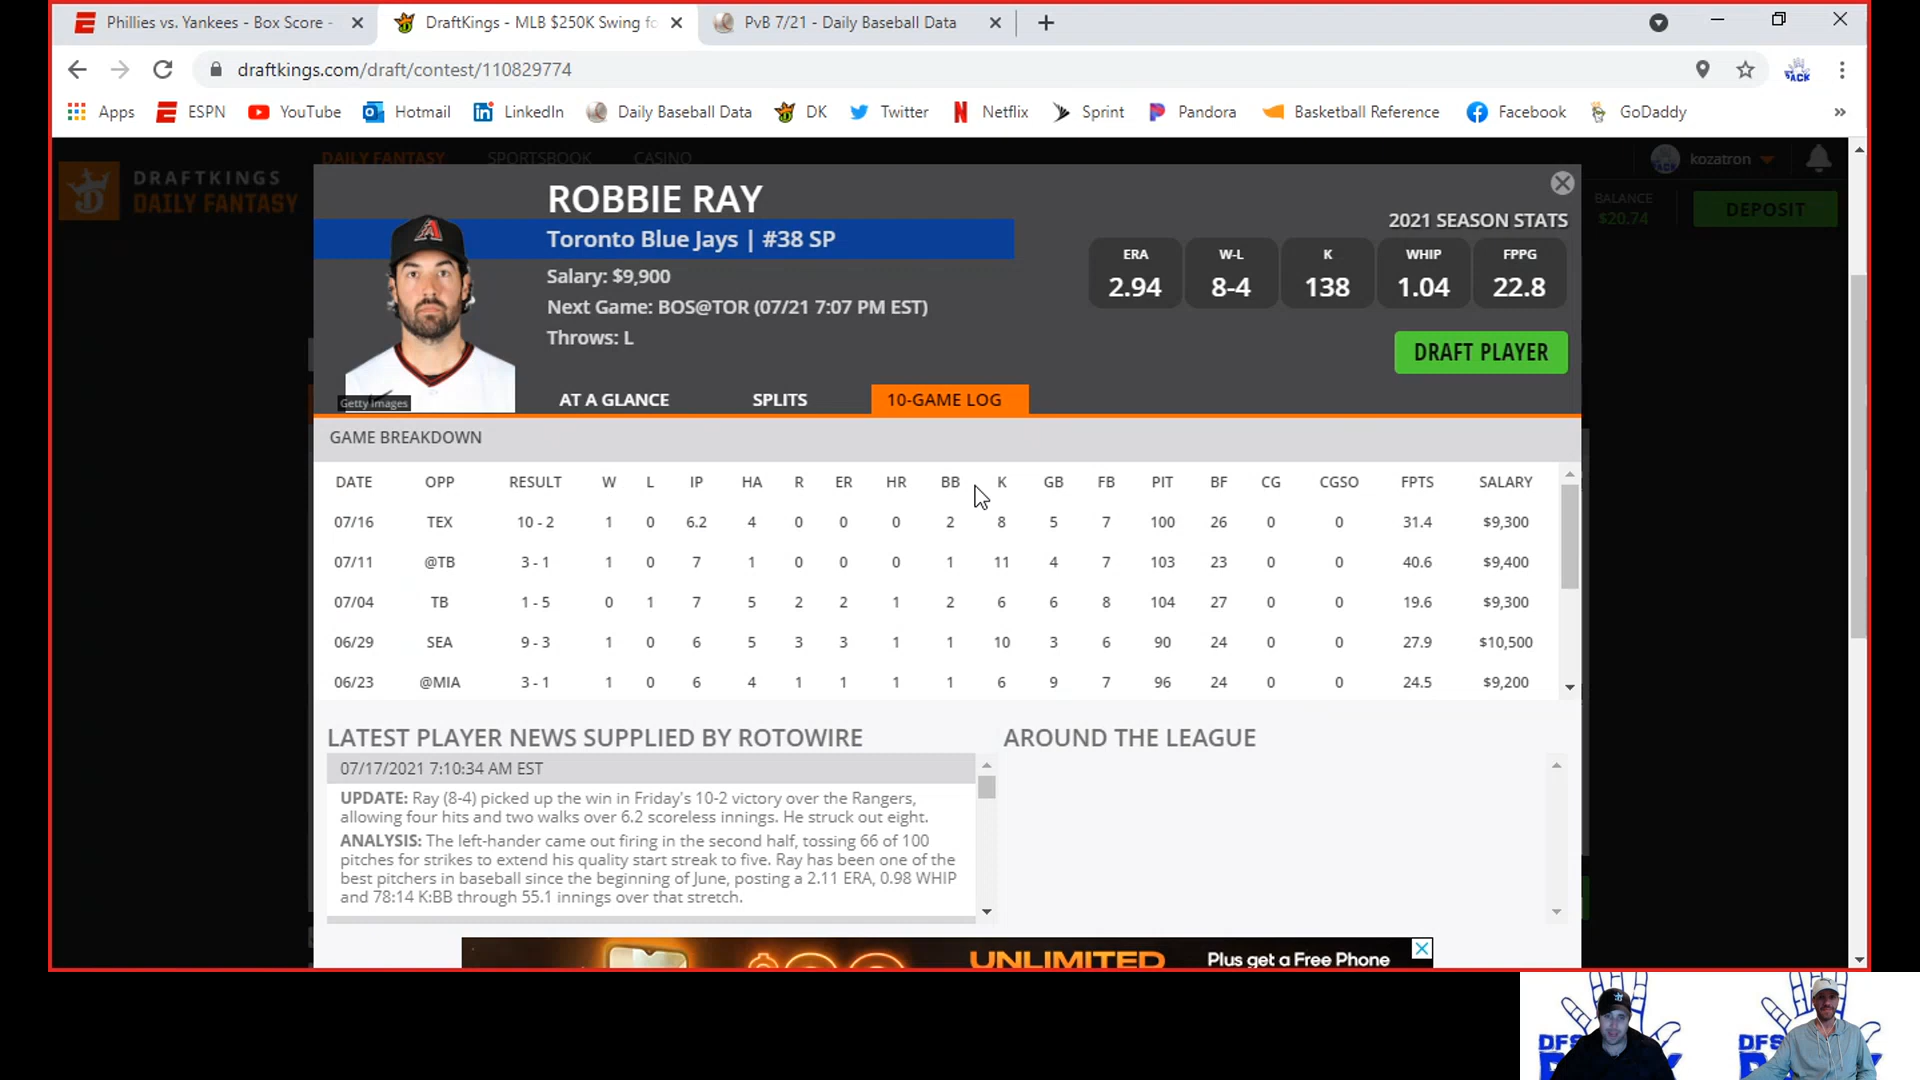 Phillies vs. Yankees - Box Score -
DraftKings - MLB $250K Swing fo
PvB 7/21 - Daily Baseball Data
draftkings.com/draft/contest/110829774
Apps ESPN YouTube Hotmail LinkedIn Daily Baseball Data DK Twitter Netflix Sprint Pandora Basketball Reference Facebook GoDaddy »
DAILY FANTASY SPORTSBOOK CASINO
DRAFTKINGS
DAILY FANTASY
kozatron
BALANCE
$20.74
DEPOSIT
ROBBIE RAY
Toronto Blue Jays | #38 SP
Salary: $9,900
Next Game: BOS@TOR (07/21 7:07 PM EST)
Throws: L
Getty Images
2021 SEASON STATS
ERA W-L K WHIP FPPG
2.94 8-4 138 1.04 22.8
DRAFT PLAYER
AT A GLANCE SPLITS 10-GAME LOG
GAME BREAKDOWN
DATE OPP RESULT W L IP HA R ER HR BB K GB FB PIT BF CG CGSO FPTS SALARY
07/16 TEX 10 - 2 1 0 6.2 4 0 0 0 2 8 5 7 100 26 0 0 31.4 $9,300
07/11 @TB 3 - 1 1 0 7 1 0 0 0 1 11 4 7 103 23 0 0 40.6 $9,400
07/04 TB 1 - 5 0 1 7 5 2 2 1 2 6 6 8 104 27 0 0 19.6 $9,300
06/29 SEA 9 - 3 1 0 6 5 3 3 1 1 10 3 6 90 24 0 0 27.9 $10,500
06/23 @MIA 3 - 1 1 0 6 4 1 1 1 1 6 9 7 96 24 0 0 24.5 $9,200
LATEST PLAYER NEWS SUPPLIED BY ROTOWIRE
07/17/2021 7:10:34 AM EST
UPDATE: Ray (8-4) picked up the win in Friday's 10-2 victory over the Rangers,
allowing four hits and two walks over 6.2 scoreless innings. He struck out eight.
ANALYSIS: The left-hander came out firing in the second half, tossing 66 of 100
pitches for strikes to extend his quality start streak to five. Ray has been one of the
best pitchers in baseball since the beginning of June, posting a 2.11 ERA, 0.98 WHIP
and 78:14 K:BB through 55.1 innings over that stretch.
AROUND THE LEAGUE
UNLIMITED
Plus get a Free Phone
DFS
DFS